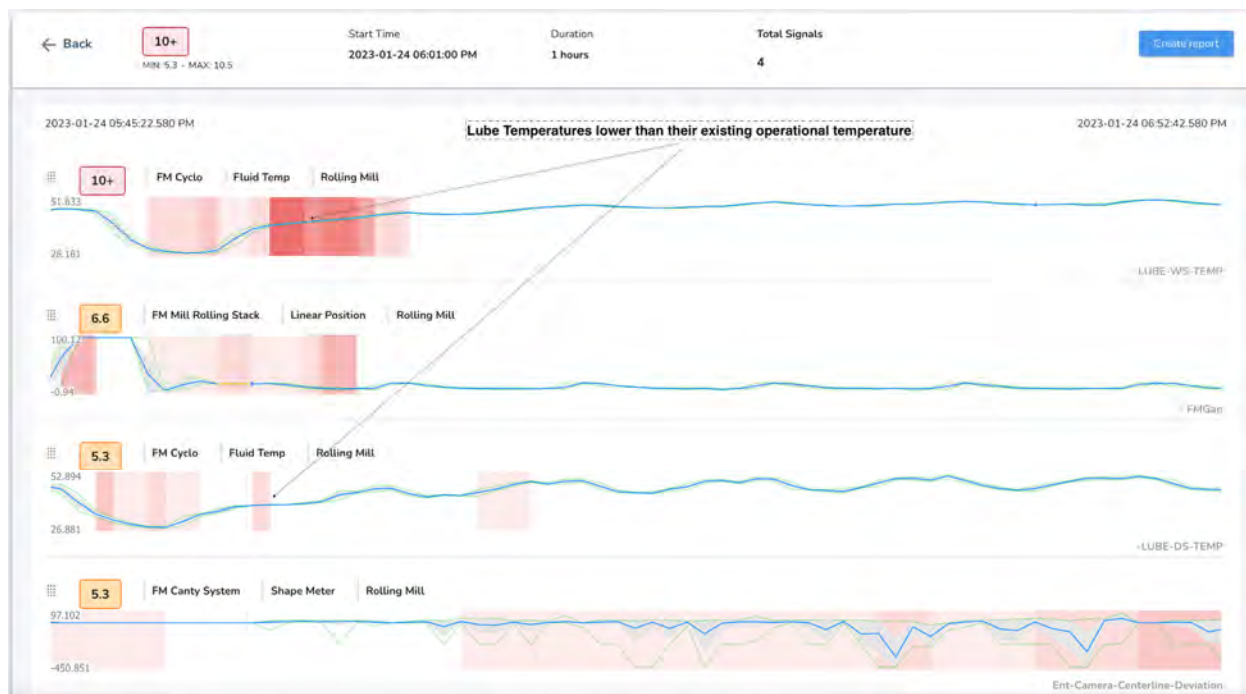 ← Back
10+
MIN: 5.3 - MAX: 10.5
Start Time
2023-01-24 06:01:00 PM
Duration
1 hours
Total Signals
4
Create report
2023-01-24 05:45:22.580 PM
Lube Temperatures lower than their existing operational temperature
2023-01-24 06:52:42.580 PM
10+ FM Cyclo Fluid Temp Rolling Mill
51.833
28.161
-LUBE-WS-TEMP
6.6 FM Mill Rolling Stack Linear Position Rolling Mill
100.12
-0.94
FMGap
5.3 FM Cyclo Fluid Temp Rolling Mill
52.894
26.881
-LUBE-DS-TEMP
5.3 FM Canty System Shape Meter Rolling Mill
97.102
-450.851
Ent-Camera-Centerline-Deviation